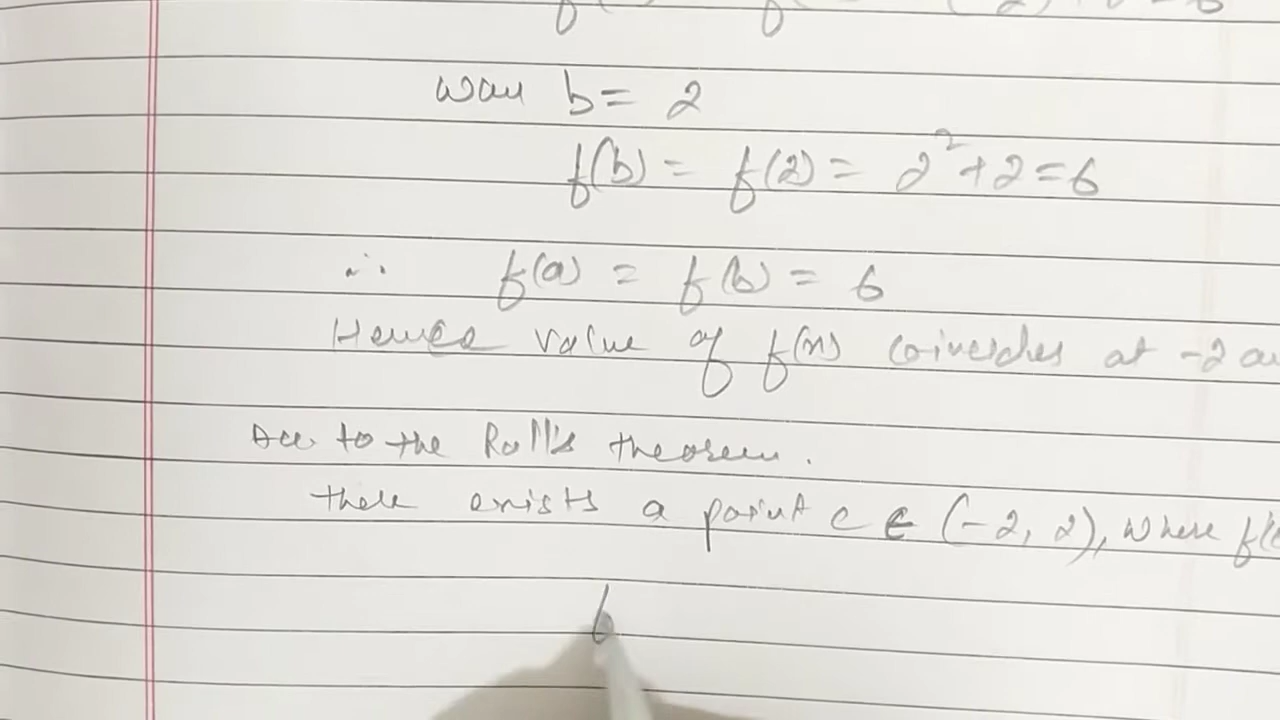 b = 2
f(b) = f(2) = 2² + 2 = 6
∴ f(a) = f(b) = 6
Hence value of f(x) coincides at -2
Acc. to the Roll's theorem.
there exists a point c ∈ (-2, 2), where